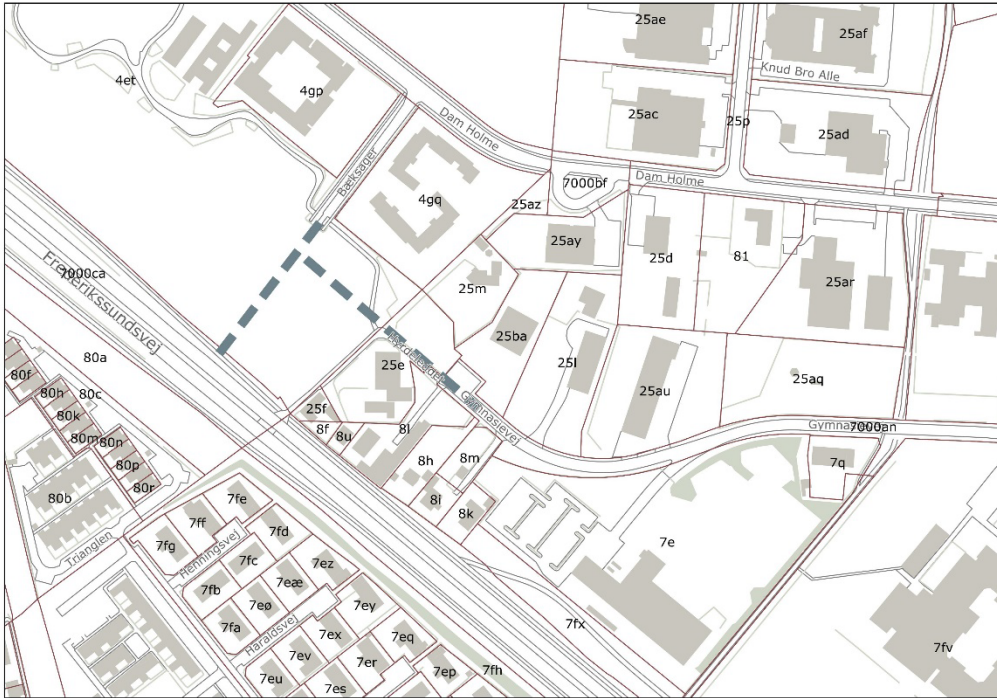 25ae
25af
4et
4gp
Knud Bro Alle
25ac
25p
25ad
Dam Holme
Bæksager
7000bf
Dam Holme
4gq
25az
25ay
25d
81
25m
25ar
7000ca
Frederikssundsvej
25ba
80a
25l
25e
25aq
80f
80h
80c
25au
Gymnasievej
25f
80k
Gymnasievej
7000an
8f
8u
8l
80m
80n
8h
8m
7q
80p
80b
80r
8i
8k
7fe
7ff
7fd
7e
7fg
Trianglen
Henningsvej
7fc
7ez
7fb
7eæ
7eø
7ey
7fx
7fa
Haraldsvej
7ex
7eq
7ev
7er
7fv
7eu
7ep
7fh
7es